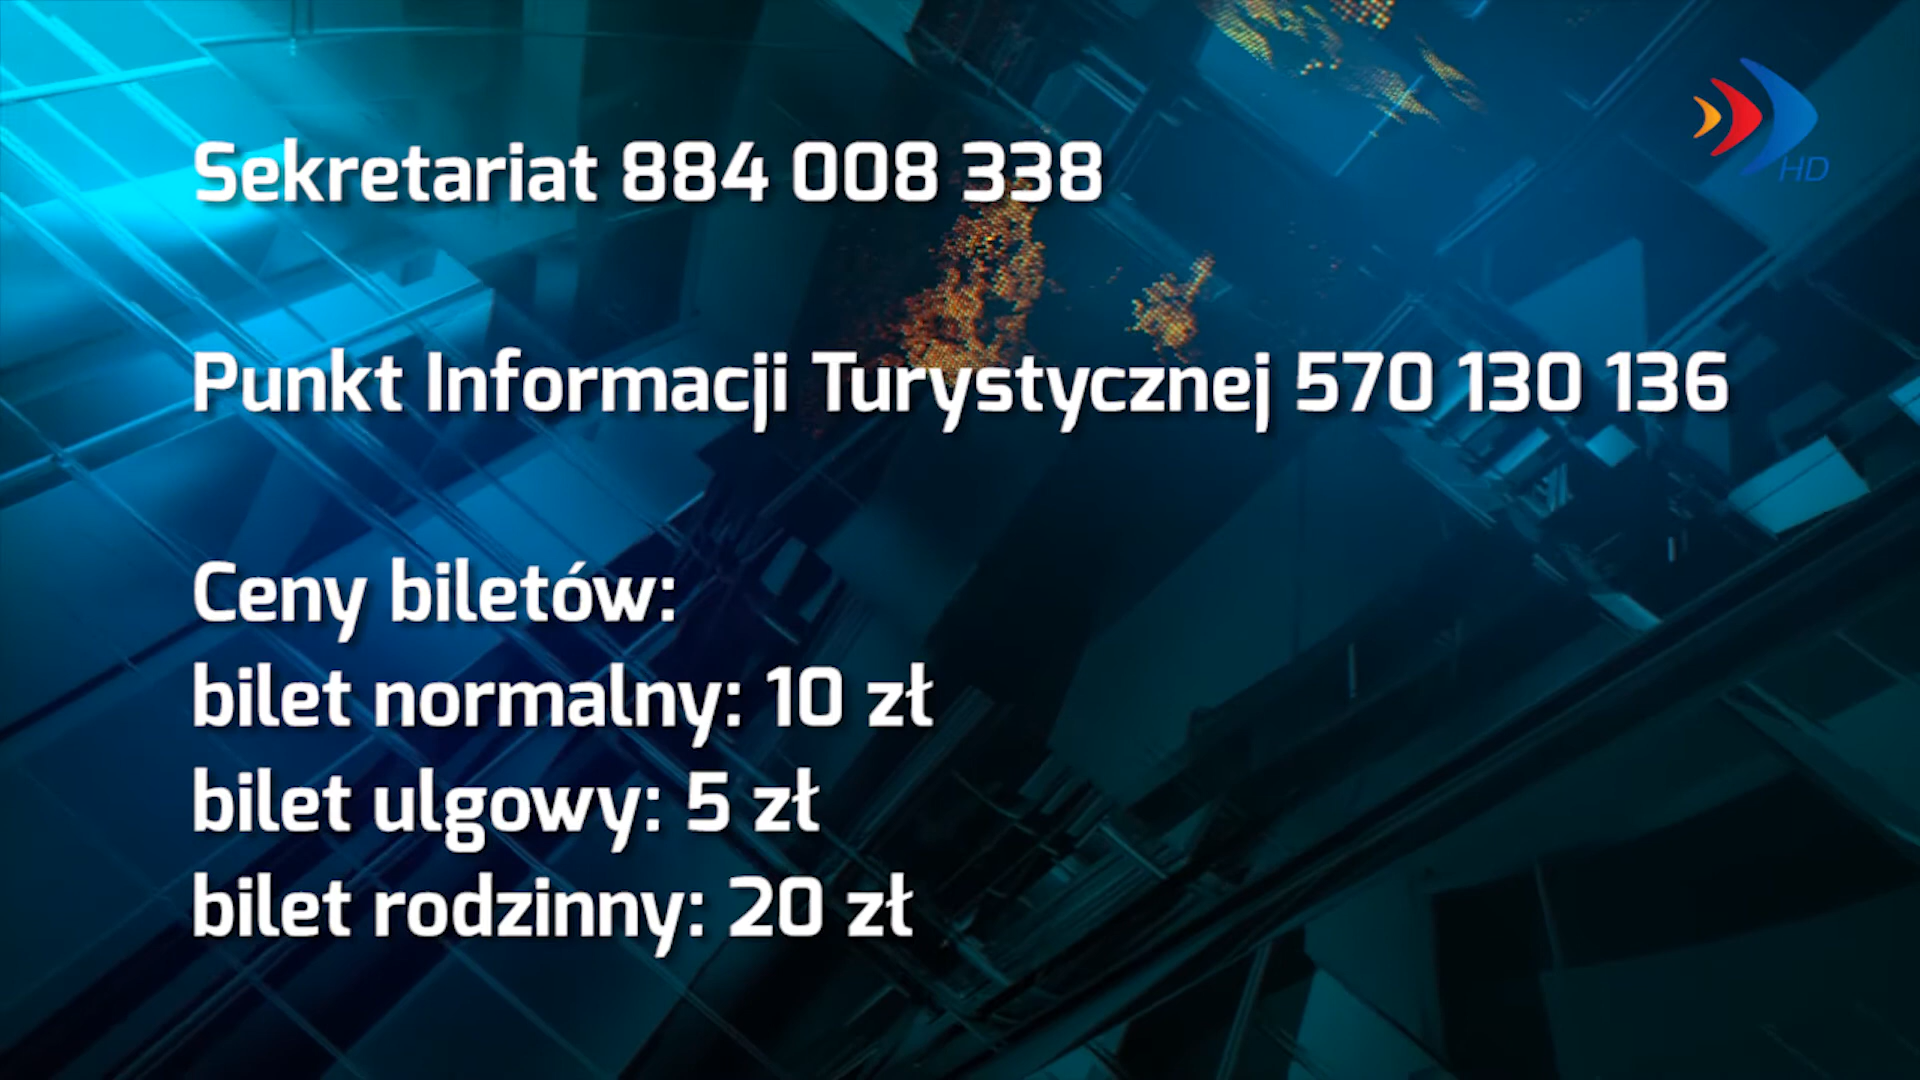 HD
Sekretariat 884 008 338
Punkt Informacji Turystycznej 570 130 136
Ceny biletów:
bilet normalny: 10 zł
bilet ulgowy: 5 zł
bilet rodzinny: 20 zł